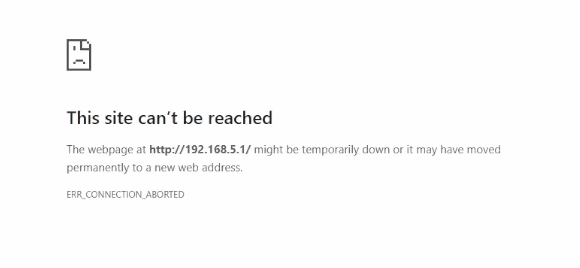 This site can't be reached
The webpage at http://192.168.5.1/ might be temporarily down or it may have moved
permanently to a new web address.
ERR_CONNECTION_ABORTED